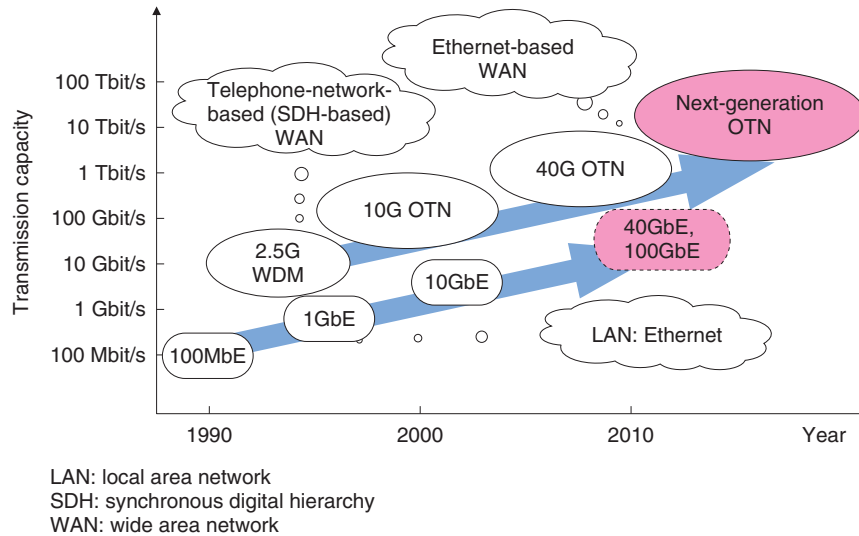 Transmission capacity
100 Tbit/s
10 Tbit/s
1 Tbit/s
100 Gbit/s
10 Gbit/s
1 Gbit/s
100 Mbit/s
Ethernet-based
WAN
Telephone-network-
based (SDH-based)
WAN
Next-generation
OTN
40G OTN
10G OTN
40GbE,
100GbE
2.5G
WDM
10GbE
1GbE
LAN: Ethernet
100MbE
1990
2000
2010
Year
LAN: local area network
SDH: synchronous digital hierarchy
WAN: wide area network